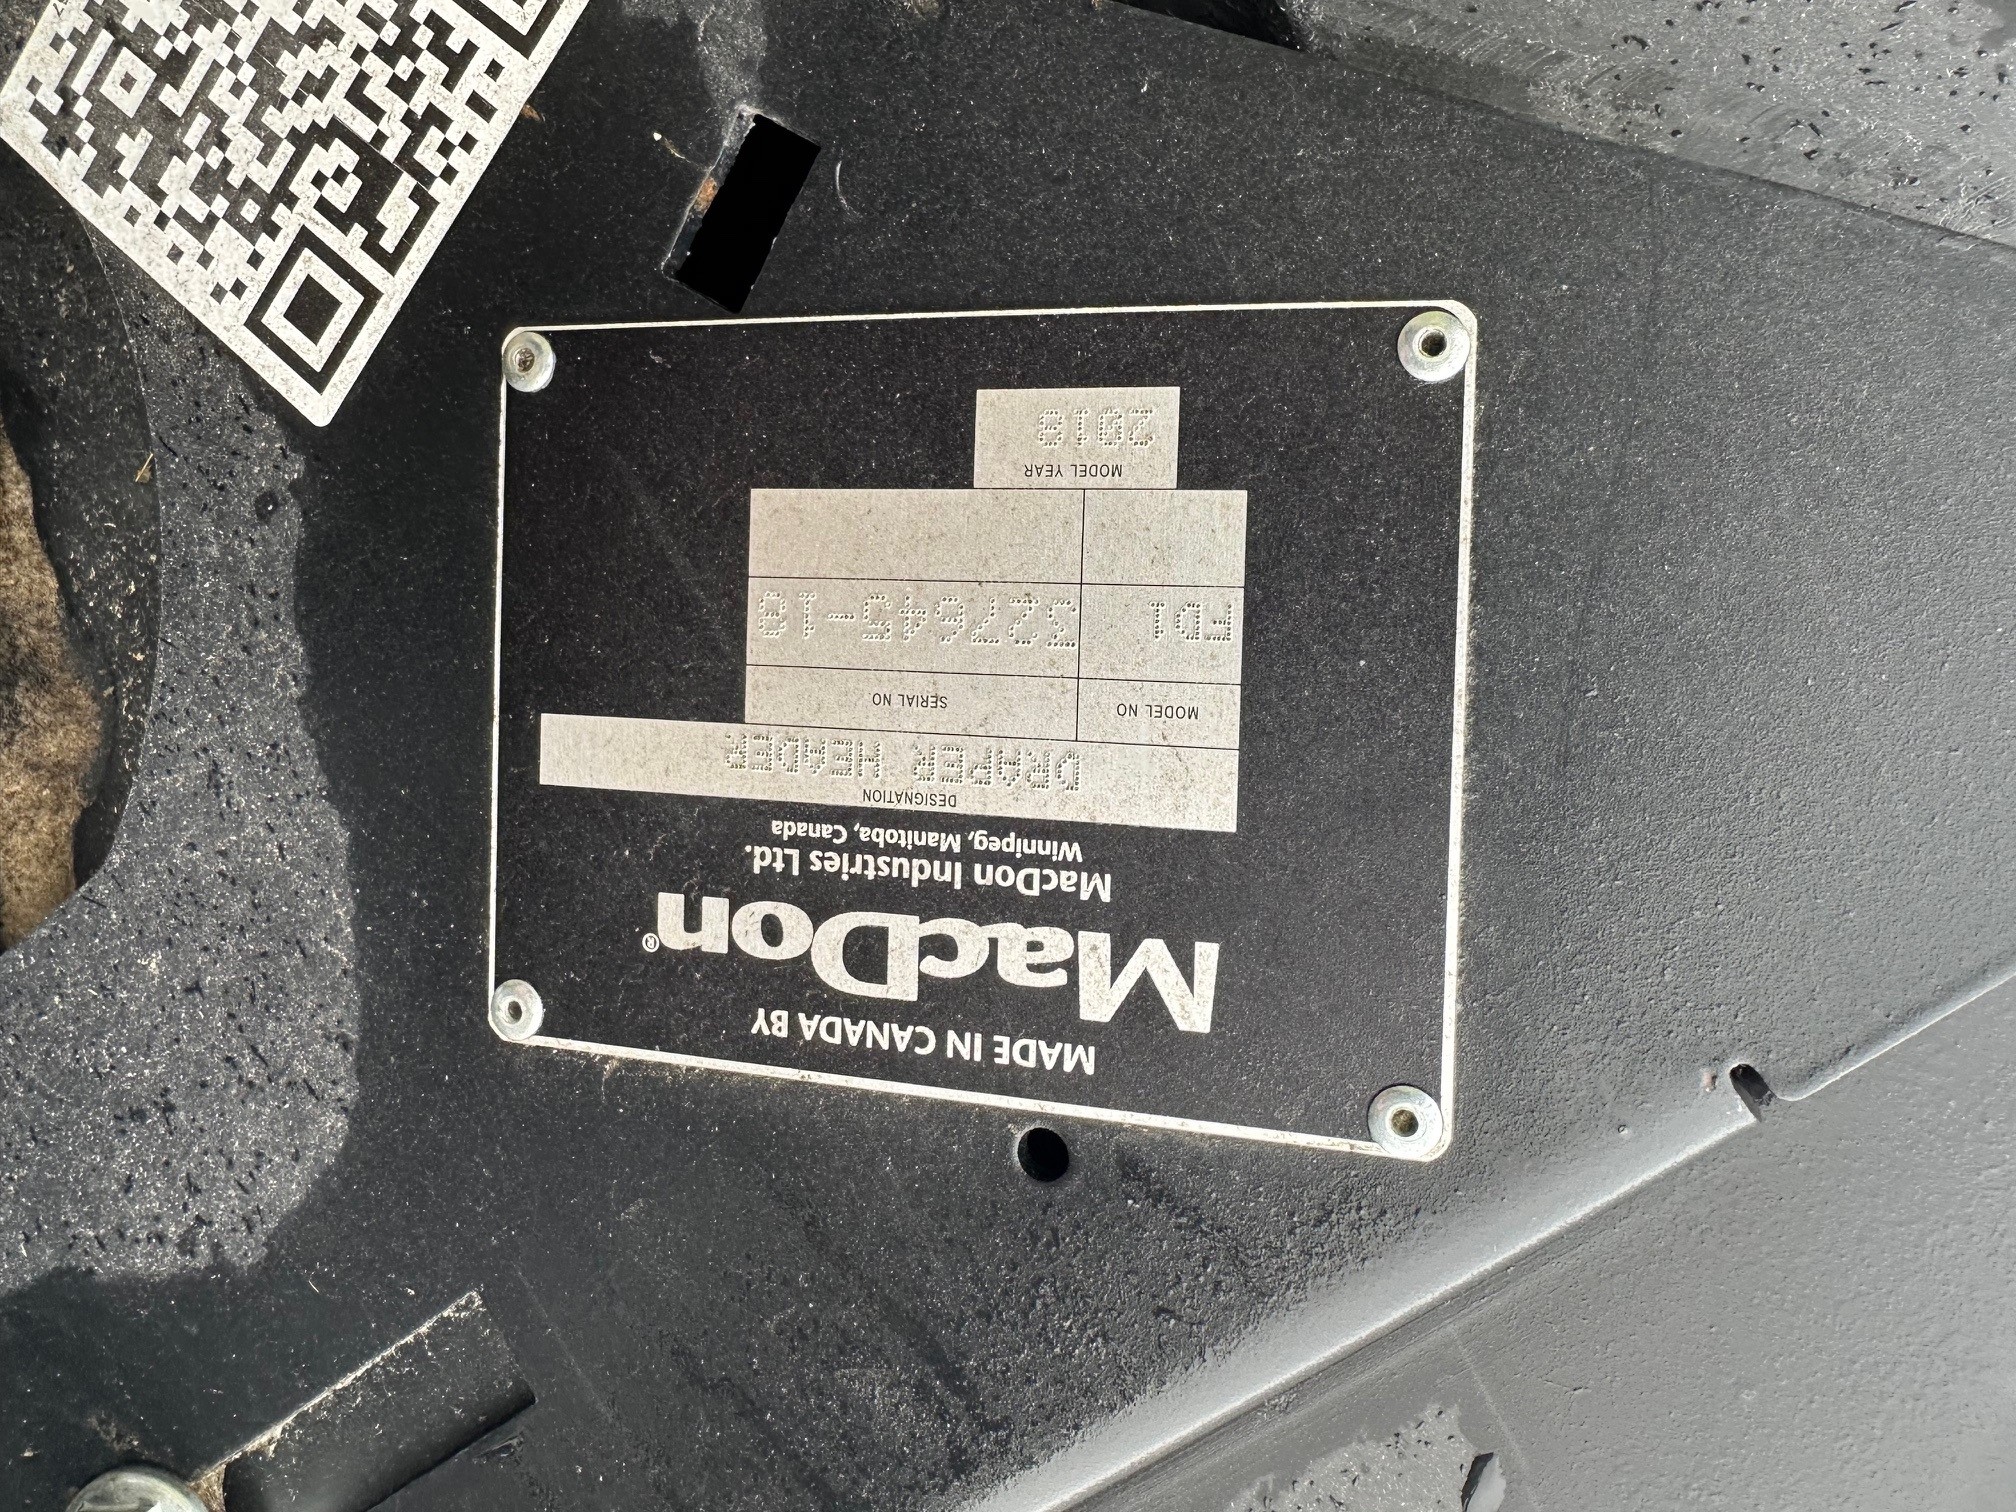 MADE IN CANADA BY
MacDon®
MacDon Industries Ltd.
Winnipeg, Manitoba, Canada
DESIGNATION
DRAPER HEADER
MODEL NO SERIAL NO
FD1 327645-18
MODEL YEAR
2018